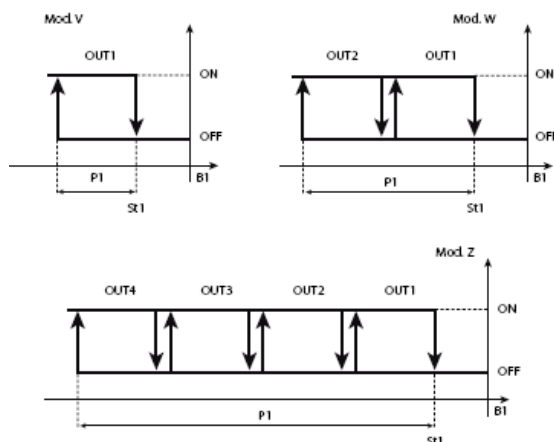 Mod. V
OUT1
ON
OFF
P1
B1
St1
Mod. W
OUT2 OUT1
ON
OFF
P1
B1
St1
Mod. Z
OUT4 OUT3 OUT2 OUT1
ON
OFF
P1
B1
St1